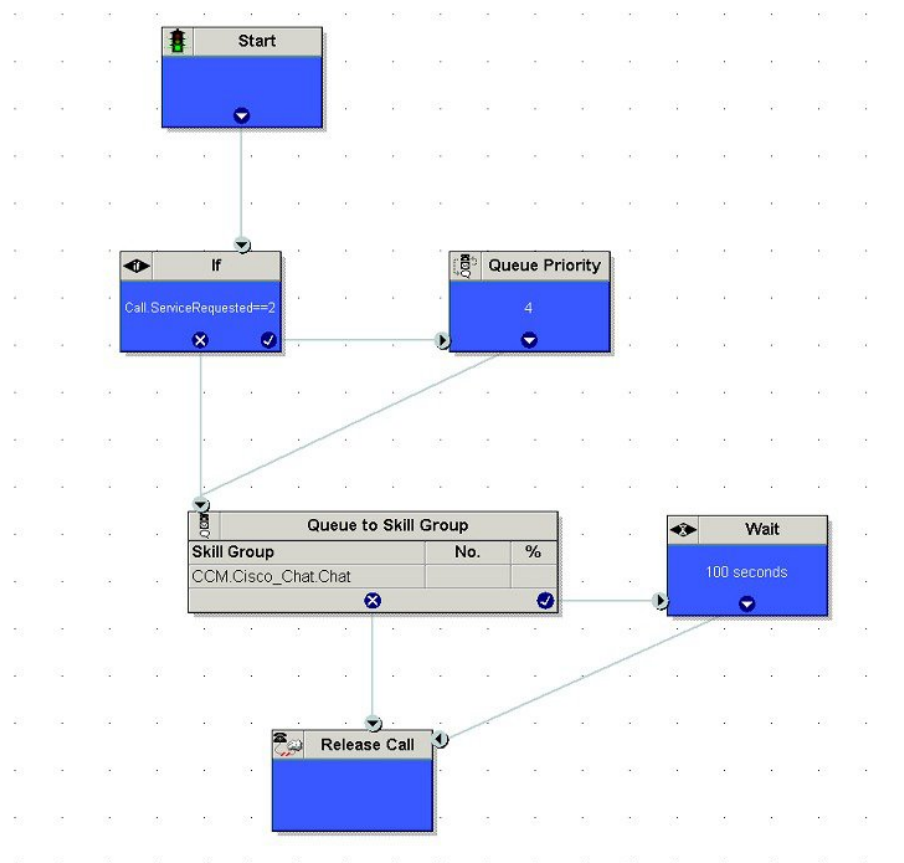 Start
If
Call.ServiceRequested==2
Queue Priority
4
Queue to Skill Group
Skill Group No. %
CCM.Cisco_Chat.Chat
Wait
100 seconds
Release Call